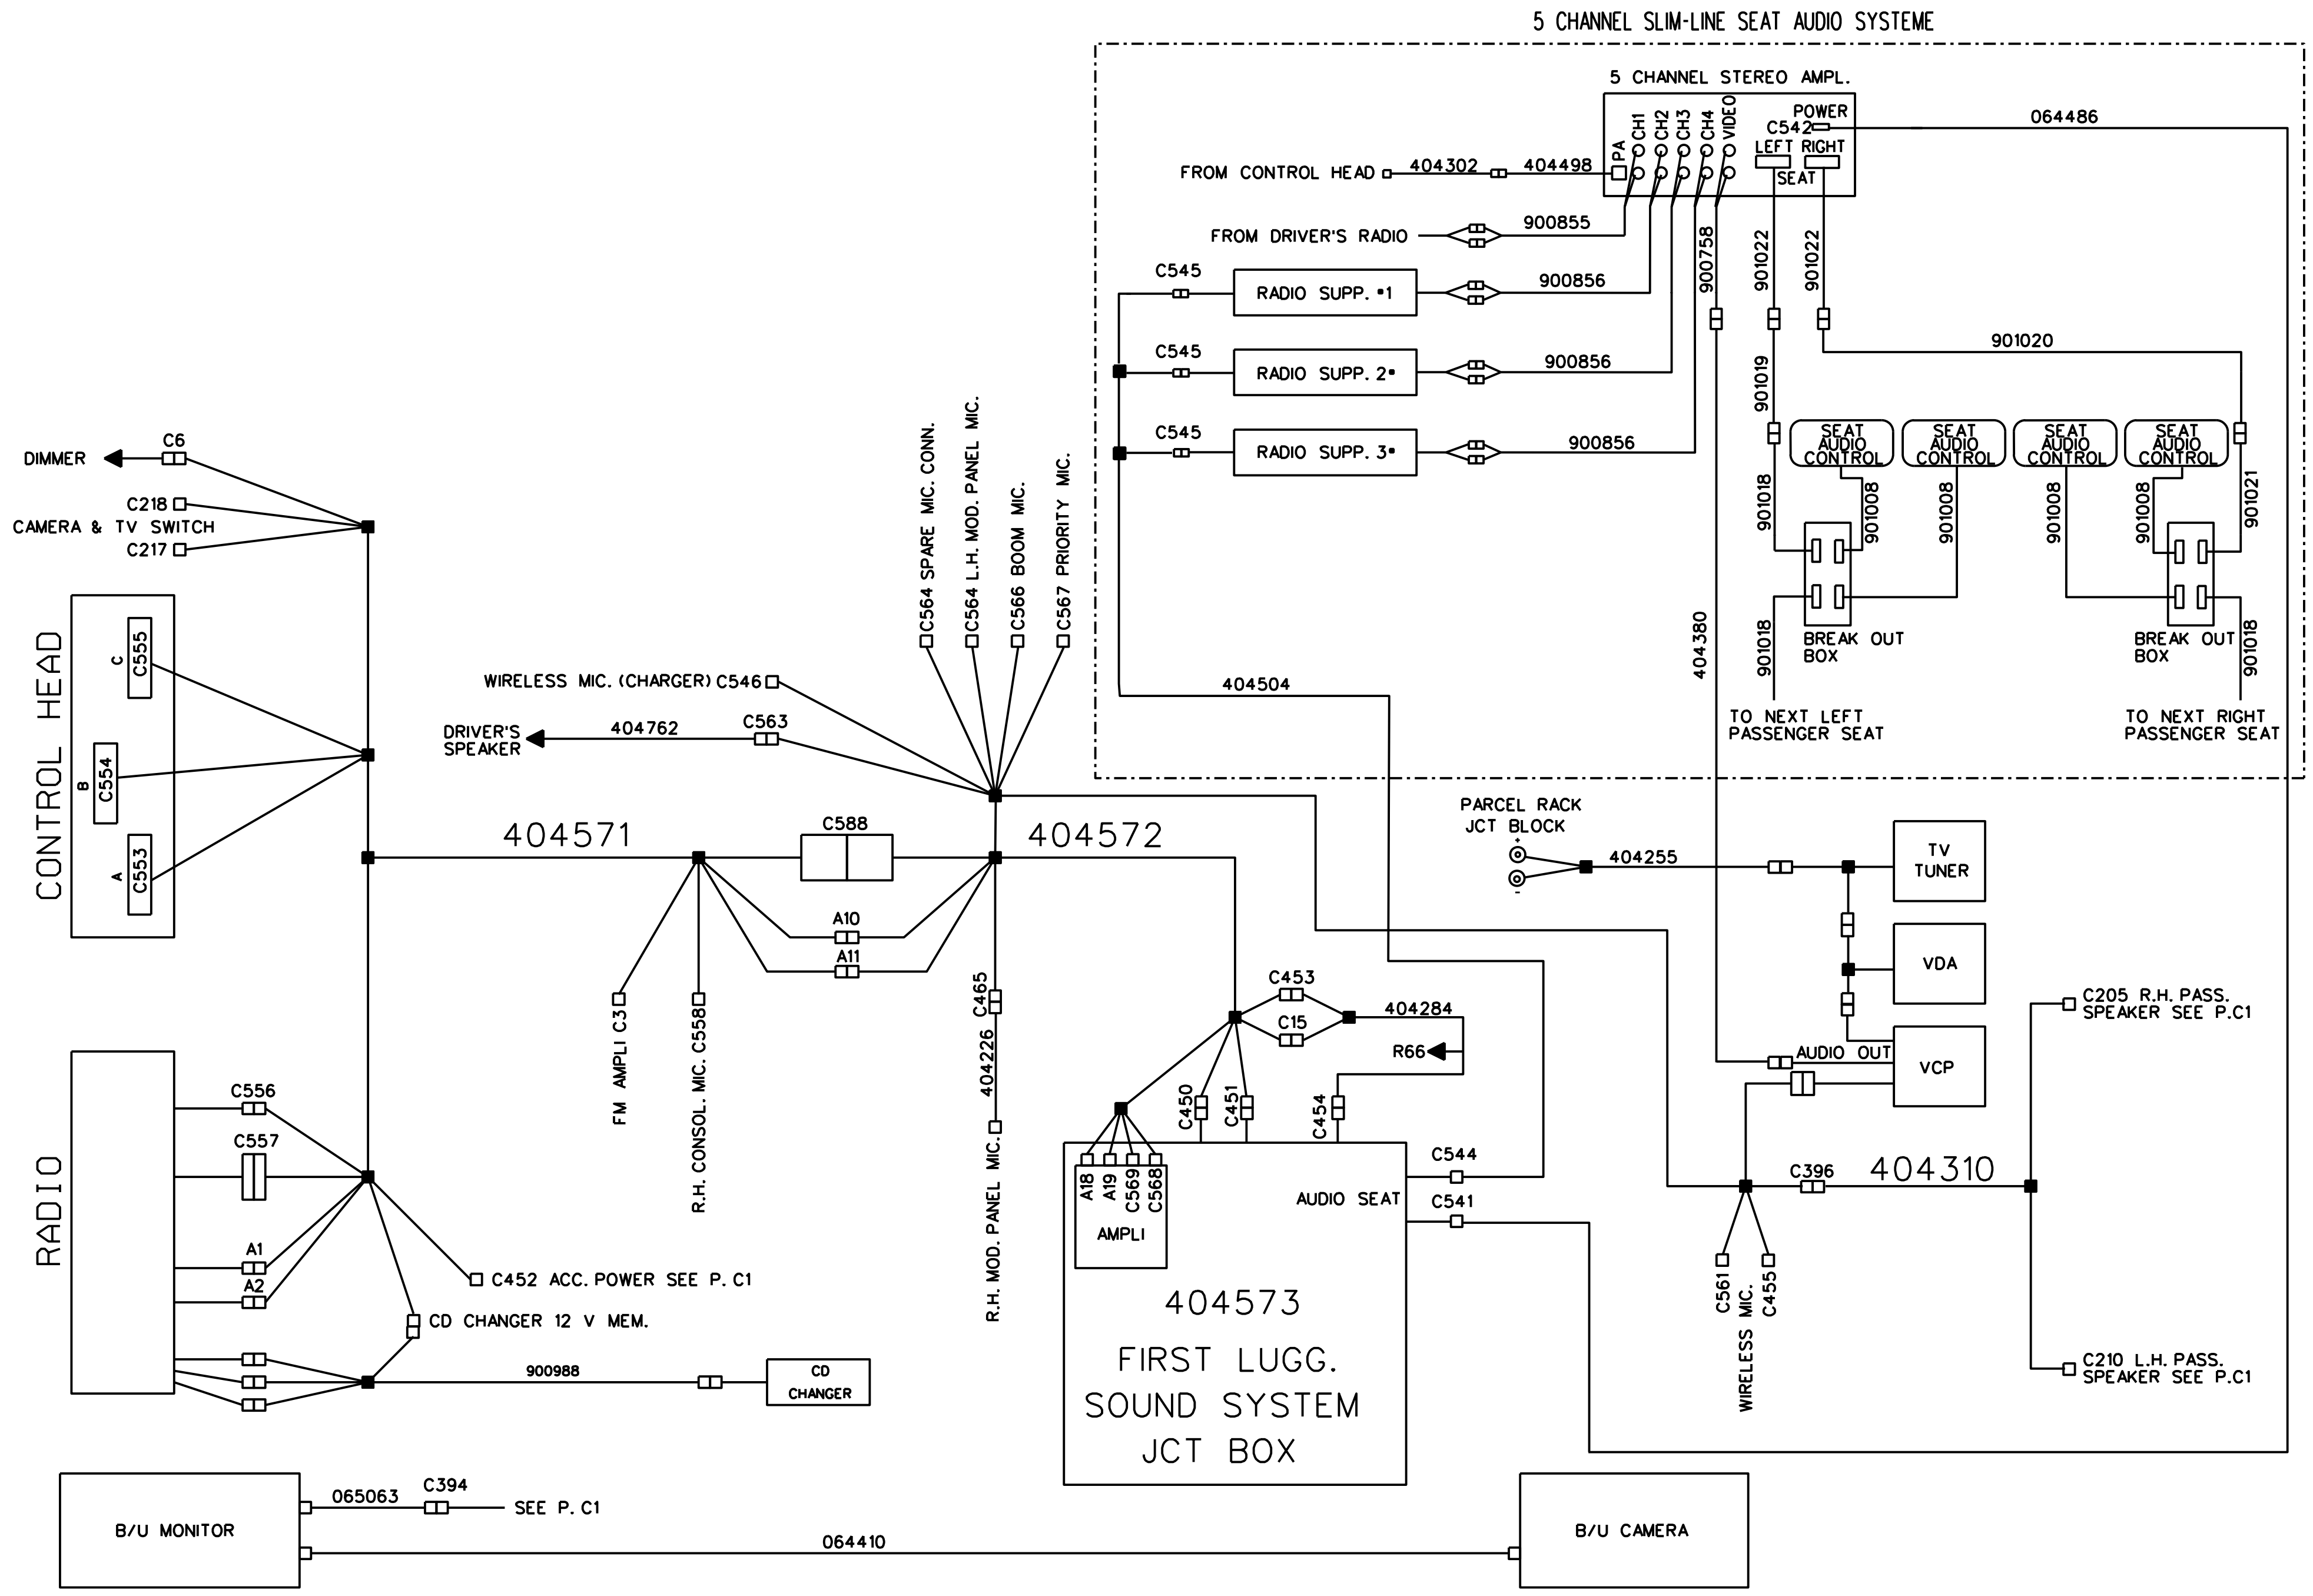 5 CHANNEL SLIM-LINE SEAT AUDIO SYSTEME
5 CHANNEL STEREO AMPL.
PA
CH1
CH2
CH3
CH4
VIDEO
POWER
C542
LEFT RIGHT
SEAT
064486
FROM CONTROL HEAD
404302
404498
FROM DRIVER'S RADIO
900855
C545
RADIO SUPP. •1
900856
C545
RADIO SUPP. 2•
900856
C545
RADIO SUPP. 3•
900856
900758
901022
901022
901019
901020
SEAT
AUDIO
CONTROL
SEAT
AUDIO
CONTROL
SEAT
AUDIO
CONTROL
SEAT
AUDIO
CONTROL
901018
901008
901008
901008
901008
901021
BREAK OUT
BOX
BREAK OUT
BOX
404380
901018
901018
TO NEXT LEFT
PASSENGER SEAT
TO NEXT RIGHT
PASSENGER SEAT
404504
DIMMER
C6
C218
CAMERA & TV SWITCH
C217
CONTROL HEAD
C
C555
B
C554
A
C553
C564 SPARE MIC. CONN.
C564 L.H. MOD. PANEL MIC.
C566 BOOM MIC.
C567 PRIORITY MIC.
WIRELESS MIC. (CHARGER) C546
DRIVER'S
SPEAKER
404762
C563
404571
C588
404572
A10
A11
FM AMPLI C3
R.H. CONSOL. MIC. C558
C465
404226
R.H. MOD. PANEL MIC.
PARCEL RACK
JCT BLOCK
+
-
404255
TV
TUNER
VDA
VCP
AUDIO OUT
C453
C15
404284
R66
C450
C451
C454
RADIO
C556
C557
A1
A2
C452 ACC. POWER SEE P. C1
CD CHANGER 12 V MEM.
900988
CD
CHANGER
A18
A19
C569
C568
AMPLI
AUDIO SEAT
C544
C541
404573
FIRST LUGG.
SOUND SYSTEM
JCT BOX
C396
404310
C561
WIRELESS MIC.
C455
C205 R.H. PASS.
SPEAKER SEE P.C1
C210 L.H. PASS.
SPEAKER SEE P.C1
B/U MONITOR
065063
C394
SEE P. C1
064410
B/U CAMERA